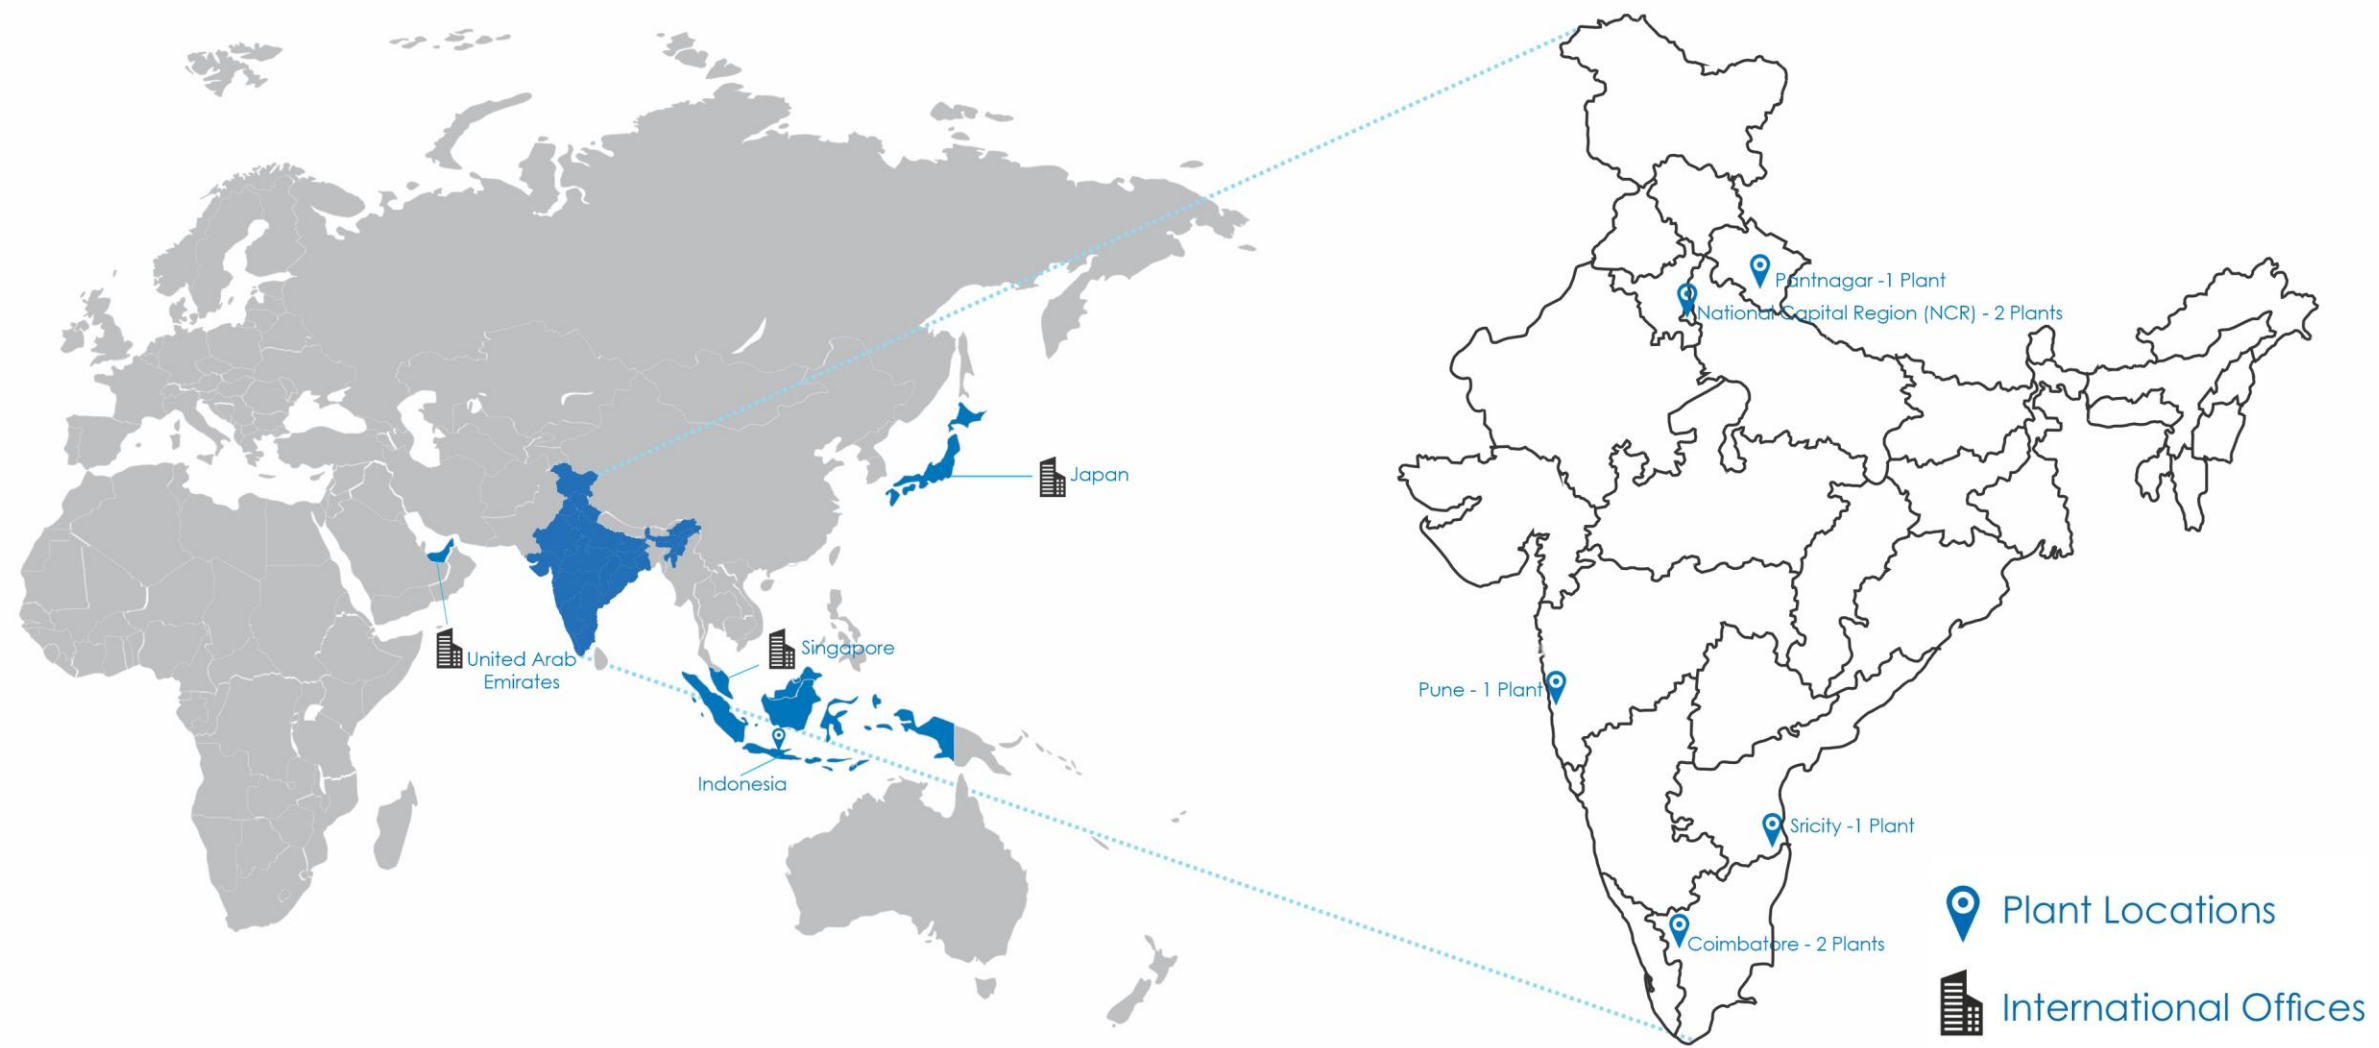 Japan
United Arab
Emirates
Singapore
Indonesia
Pantnagar -1 Plant
National Capital Region (NCR) - 2 Plants
Pune - 1 Plant
Sricity -1 Plant
Coimbatore - 2 Plants
Plant Locations
International Offices